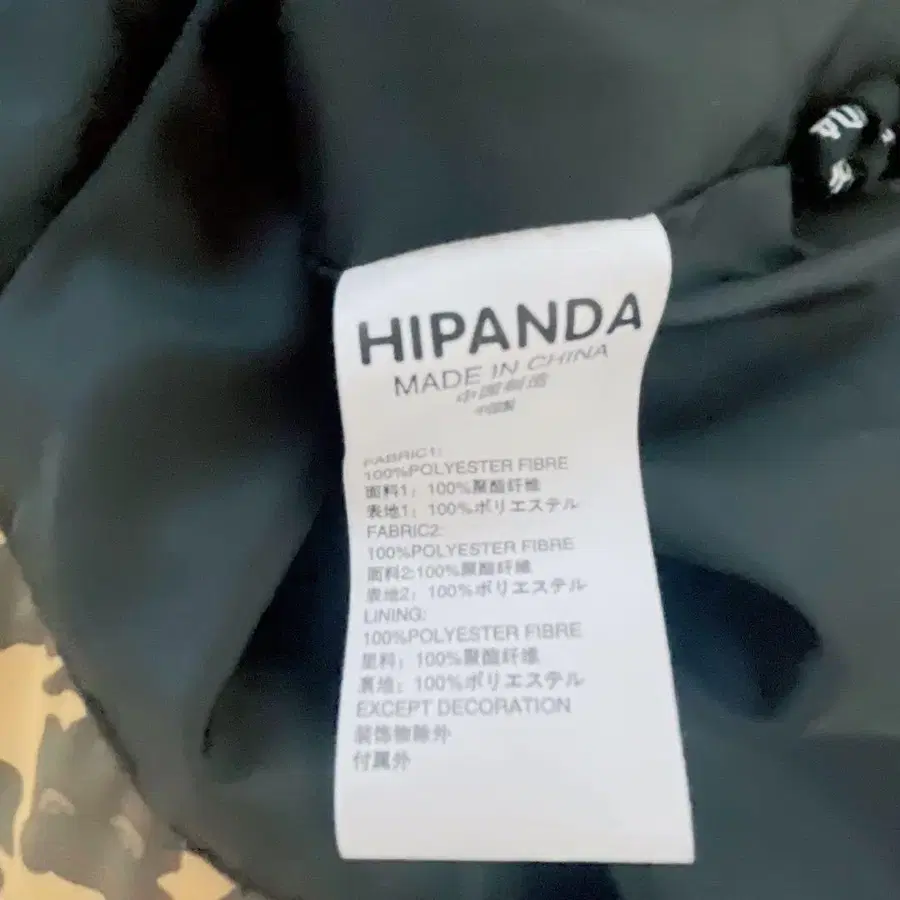 HIPANDA
MADE IN CHINA
中国制造
中国製
FABRIC1:
100%POLYESTER FIBRE
面料1: 100%聚酯纤维
表地1: 100%ポリエステル
FABRIC2:
100%POLYESTER FIBRE
面料2:100%聚酯纤维
表地2: 100%ポリエステル
LINING:
100%POLYESTER FIBRE
里料: 100%聚酯纤维
裏地: 100%ポリエステル
EXCEPT DECORATION
装饰物除外
付属外